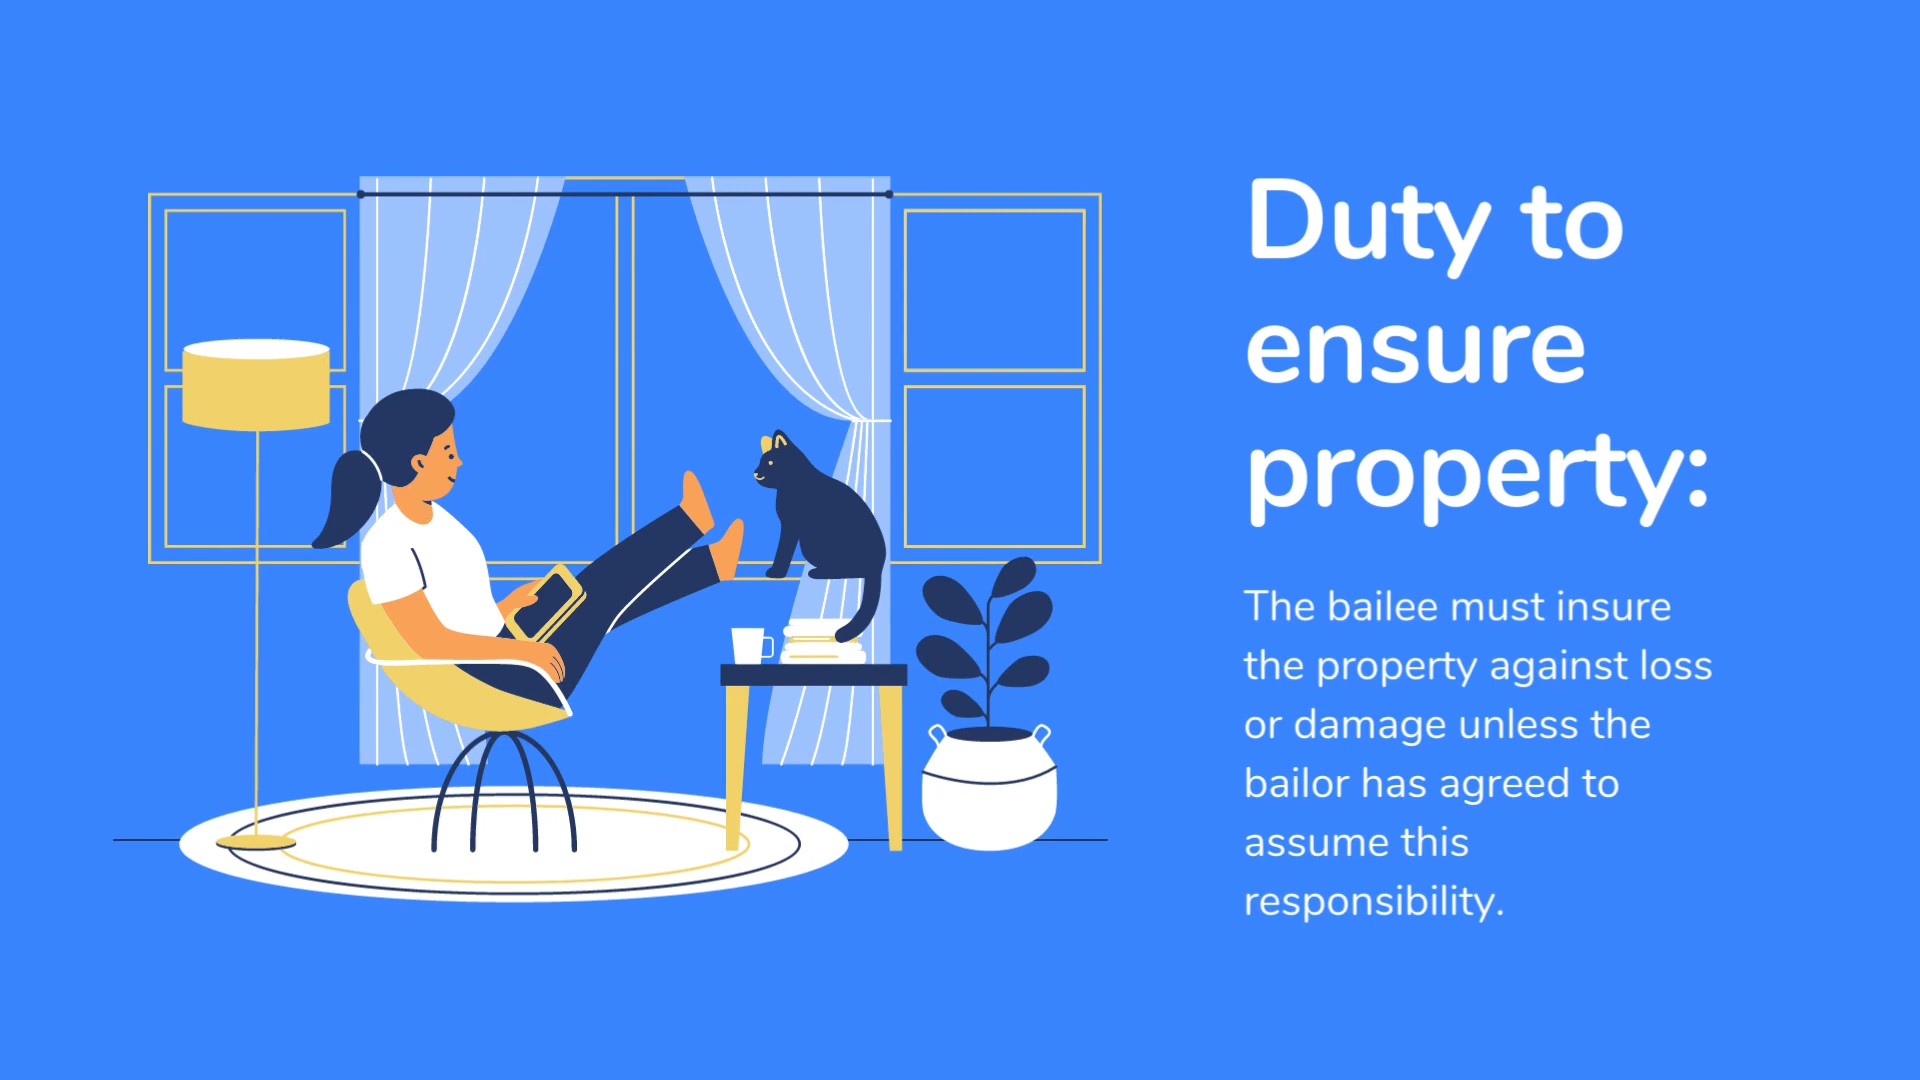 Duty to
ensure
property:
The bailee must insure
the property against loss
or damage unless the
bailor has agreed to
assume this
responsibility.